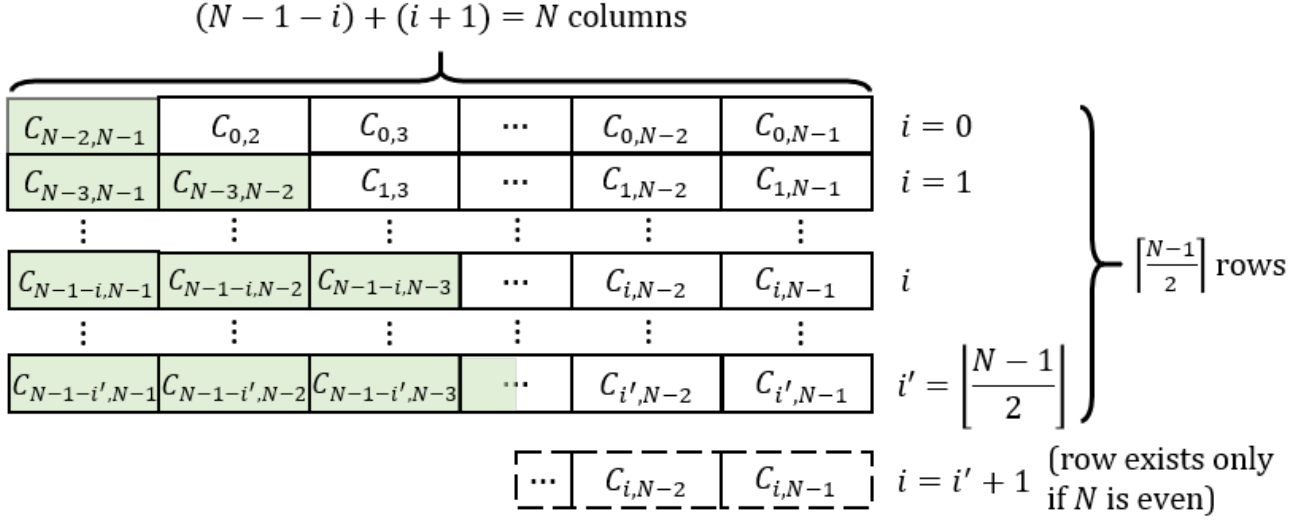 (N − 1 − i) + (i + 1) = N columns
C_{N−2,N−1} C_{0,2} C_{0,3} ⋯ C_{0,N−2} C_{0,N−1} i = 0
C_{N−3,N−1} C_{N−3,N−2} C_{1,3} ⋯ C_{1,N−2} C_{1,N−1} i = 1
⋮ ⋮ ⋮ ⋮ ⋮ ⋮
C_{N−1−i,N−1} C_{N−1−i,N−2} C_{N−1−i,N−3} ⋯ C_{i,N−2} C_{i,N−1} i
⌈(N−1)/2⌉ rows
⋮ ⋮ ⋮ ⋮ ⋮ ⋮
C_{N−1−i′,N−1} C_{N−1−i′,N−2} C_{N−1−i′,N−3} ⋯ C_{i′,N−2} C_{i′,N−1} i′ = ⌊(N − 1)/2⌋
⋯ C_{i,N−2} C_{i,N−1} i = i′ + 1 (row exists only
if N is even)